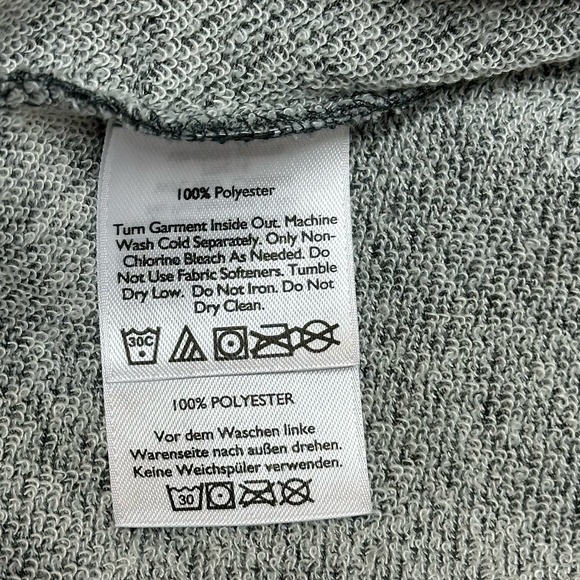 100% Polyester
Turn Garment Inside Out. Machine
Wash Cold Separately. Only Non-
Chlorine Bleach As Needed. Do
Not Use Fabric Softeners. Tumble
Dry Low. Do Not Iron. Do Not
Dry Clean.
30C
100% POLYESTER
Vor dem Waschen linke
Warenseite nach außen drehen.
Keine Weichspüler verwenden.
30